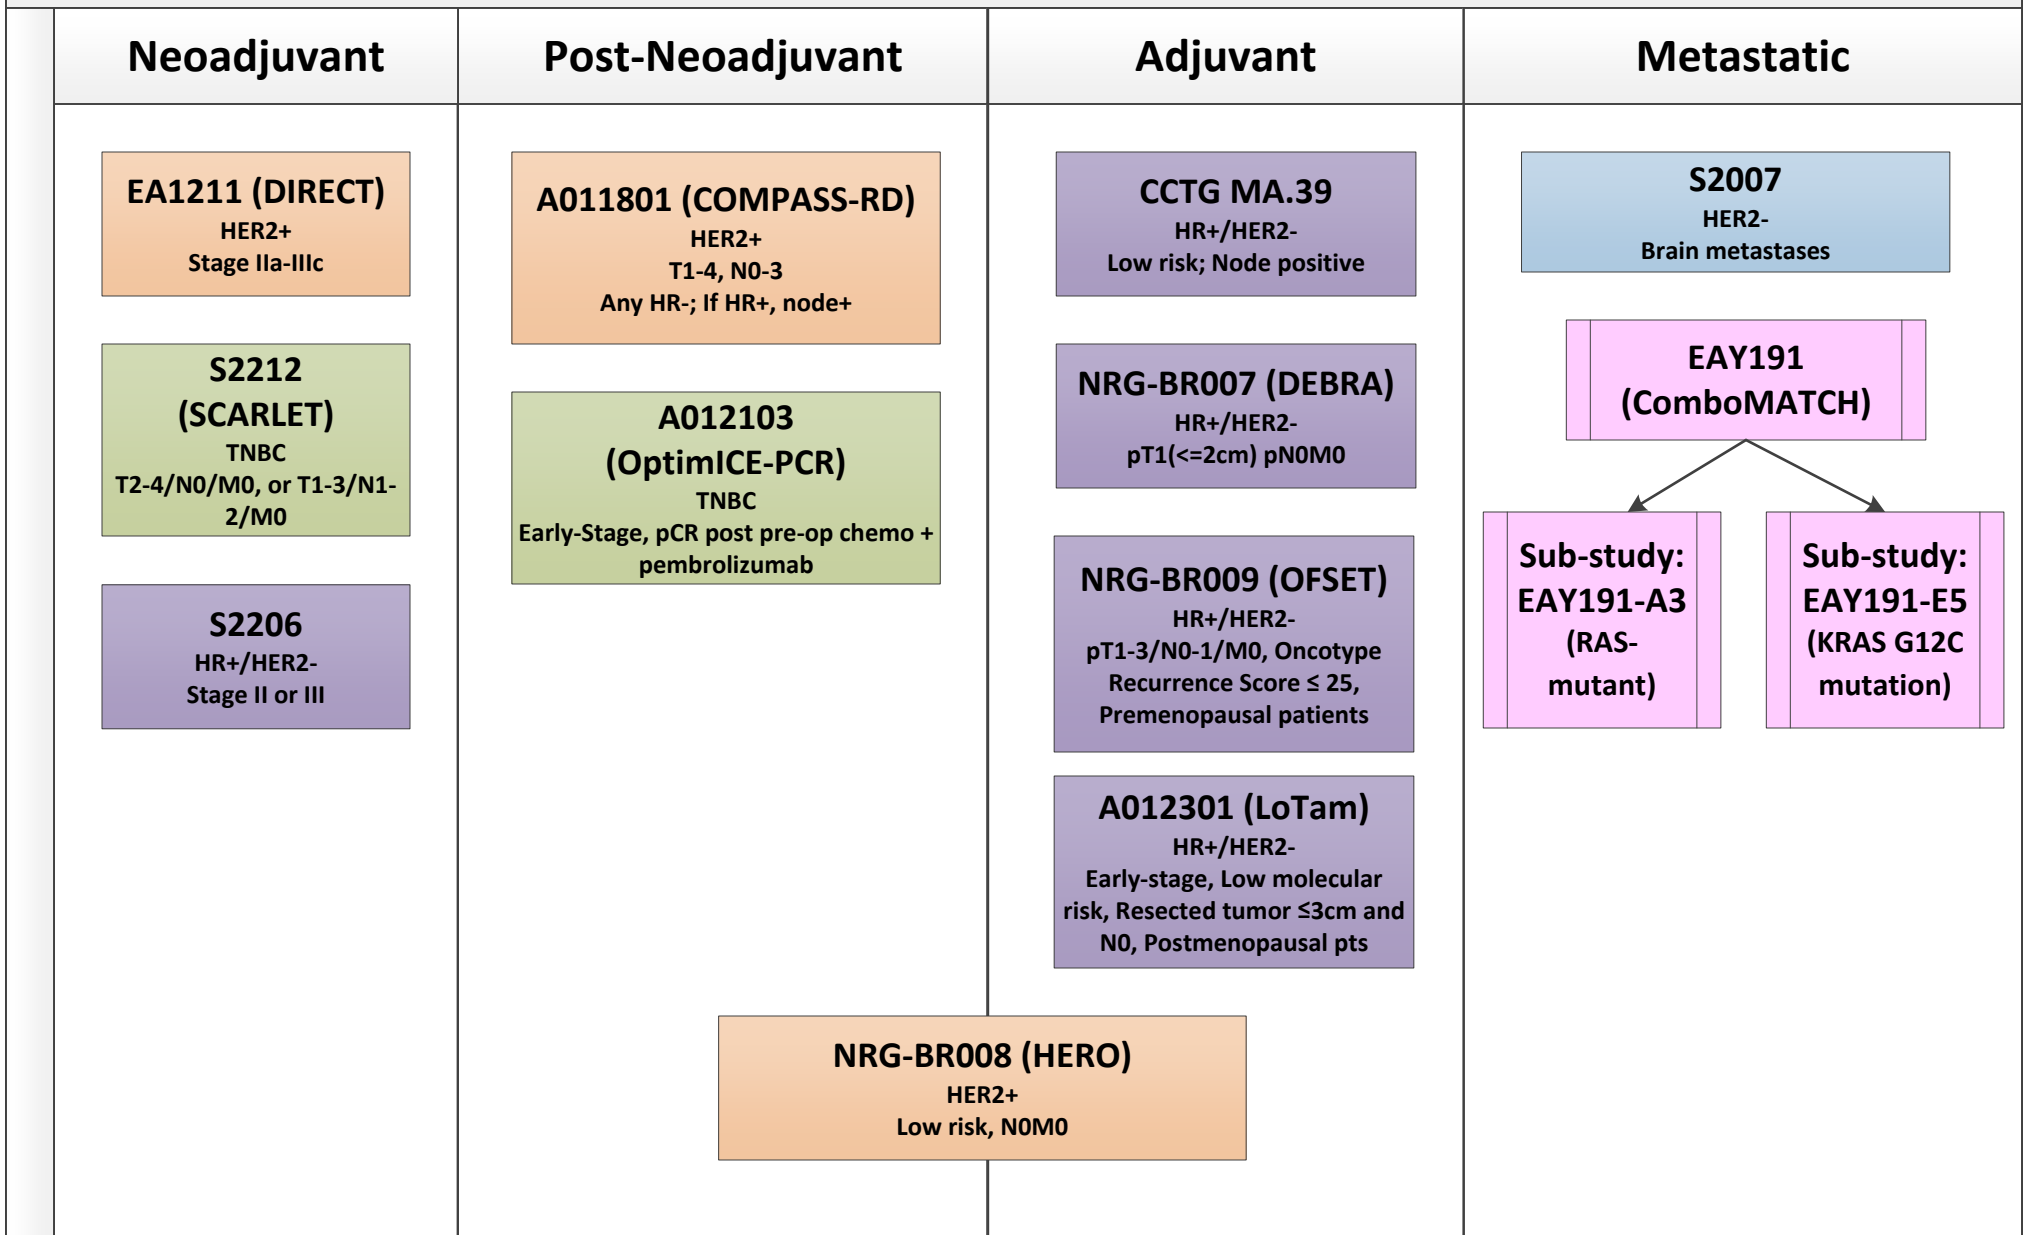 Neoadjuvant
Post-Neoadjuvant
Adjuvant
Metastatic
EA1211 (DIRECT)
HER2+
Stage IIa-IIIc
S2212
(SCARLET)
TNBC
T2-4/N0/M0, or T1-3/N1-
2/M0
S2206
HR+/HER2-
Stage II or III
A011801 (COMPASS-RD)
HER2+
T1-4, N0-3
Any HR-; If HR+, node+
A012103
(OptimICE-PCR)
TNBC
Early-Stage, pCR post pre-op chemo +
pembrolizumab
CCTG MA.39
HR+/HER2-
Low risk; Node positive
NRG-BR007 (DEBRA)
HR+/HER2-
pT1(<=2cm) pN0M0
NRG-BR009 (OFSET)
HR+/HER2-
pT1-3/N0-1/M0, Oncotype
Recurrence Score ≤ 25,
Premenopausal patients
A012301 (LoTam)
HR+/HER2-
Early-stage, Low molecular
risk, Resected tumor ≤3cm and
N0, Postmenopausal pts
NRG-BR008 (HERO)
HER2+
Low risk, N0M0
S2007
HER2-
Brain metastases
EAY191
(ComboMATCH)
Sub-study:
EAY191-A3
(RAS-
mutant)
Sub-study:
EAY191-E5
(KRAS G12C
mutation)